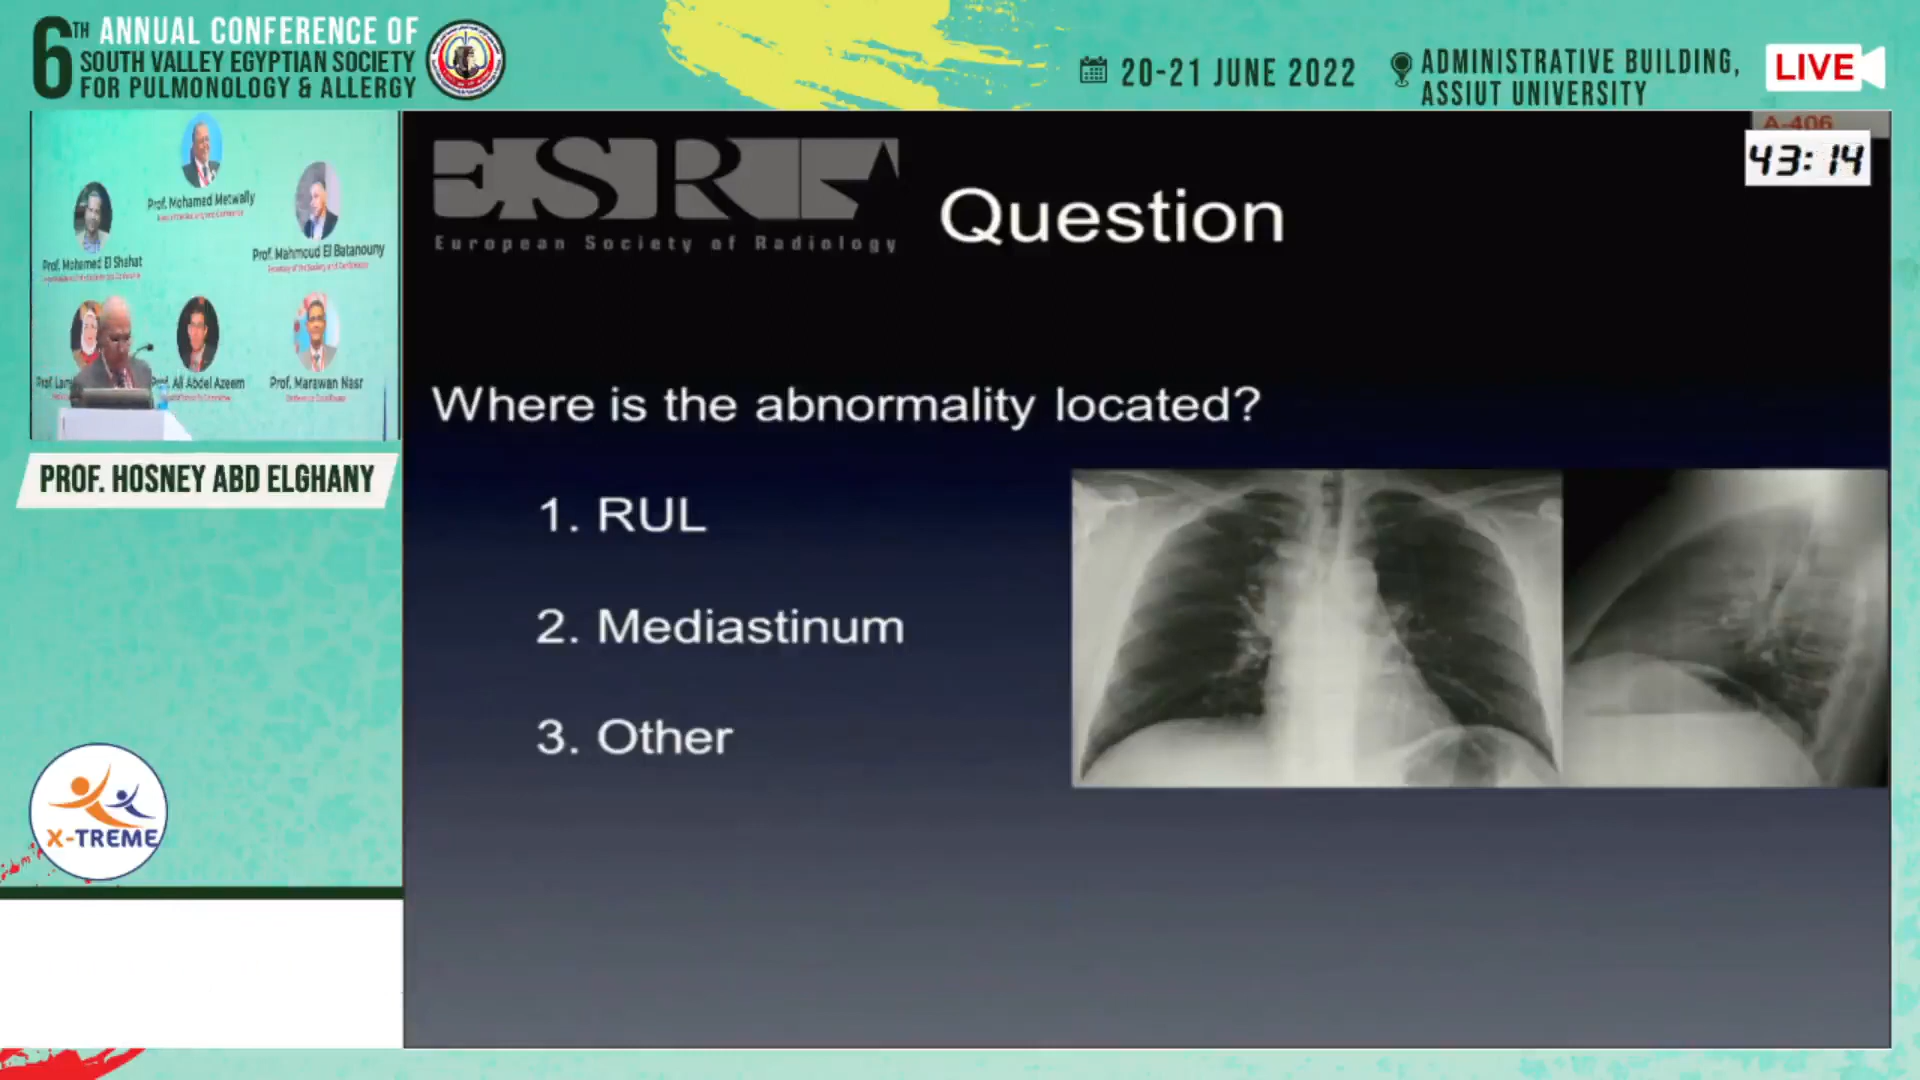 6TH ANNUAL CONFERENCE OF
SOUTH VALLEY EGYPTIAN SOCIETY
FOR PULMONOLOGY & ALLERGY
20-21 JUNE 2022
ADMINISTRATIVE BUILDING,
ASSIUT UNIVERSITY
LIVE
A-406
43:14
Prof. Mohamed Metwally
Prof. Mahmoud El Batanouny
Prof. Mohamed El Shahat
Prof. Ali Abdel Azeem
Prof. Marawan Nasr
PROF. HOSNEY ABD ELGHANY
X-TREME
ESR
European Society of Radiology
Question
Where is the abnormality located?
1. RUL
2. Mediastinum
3. Other